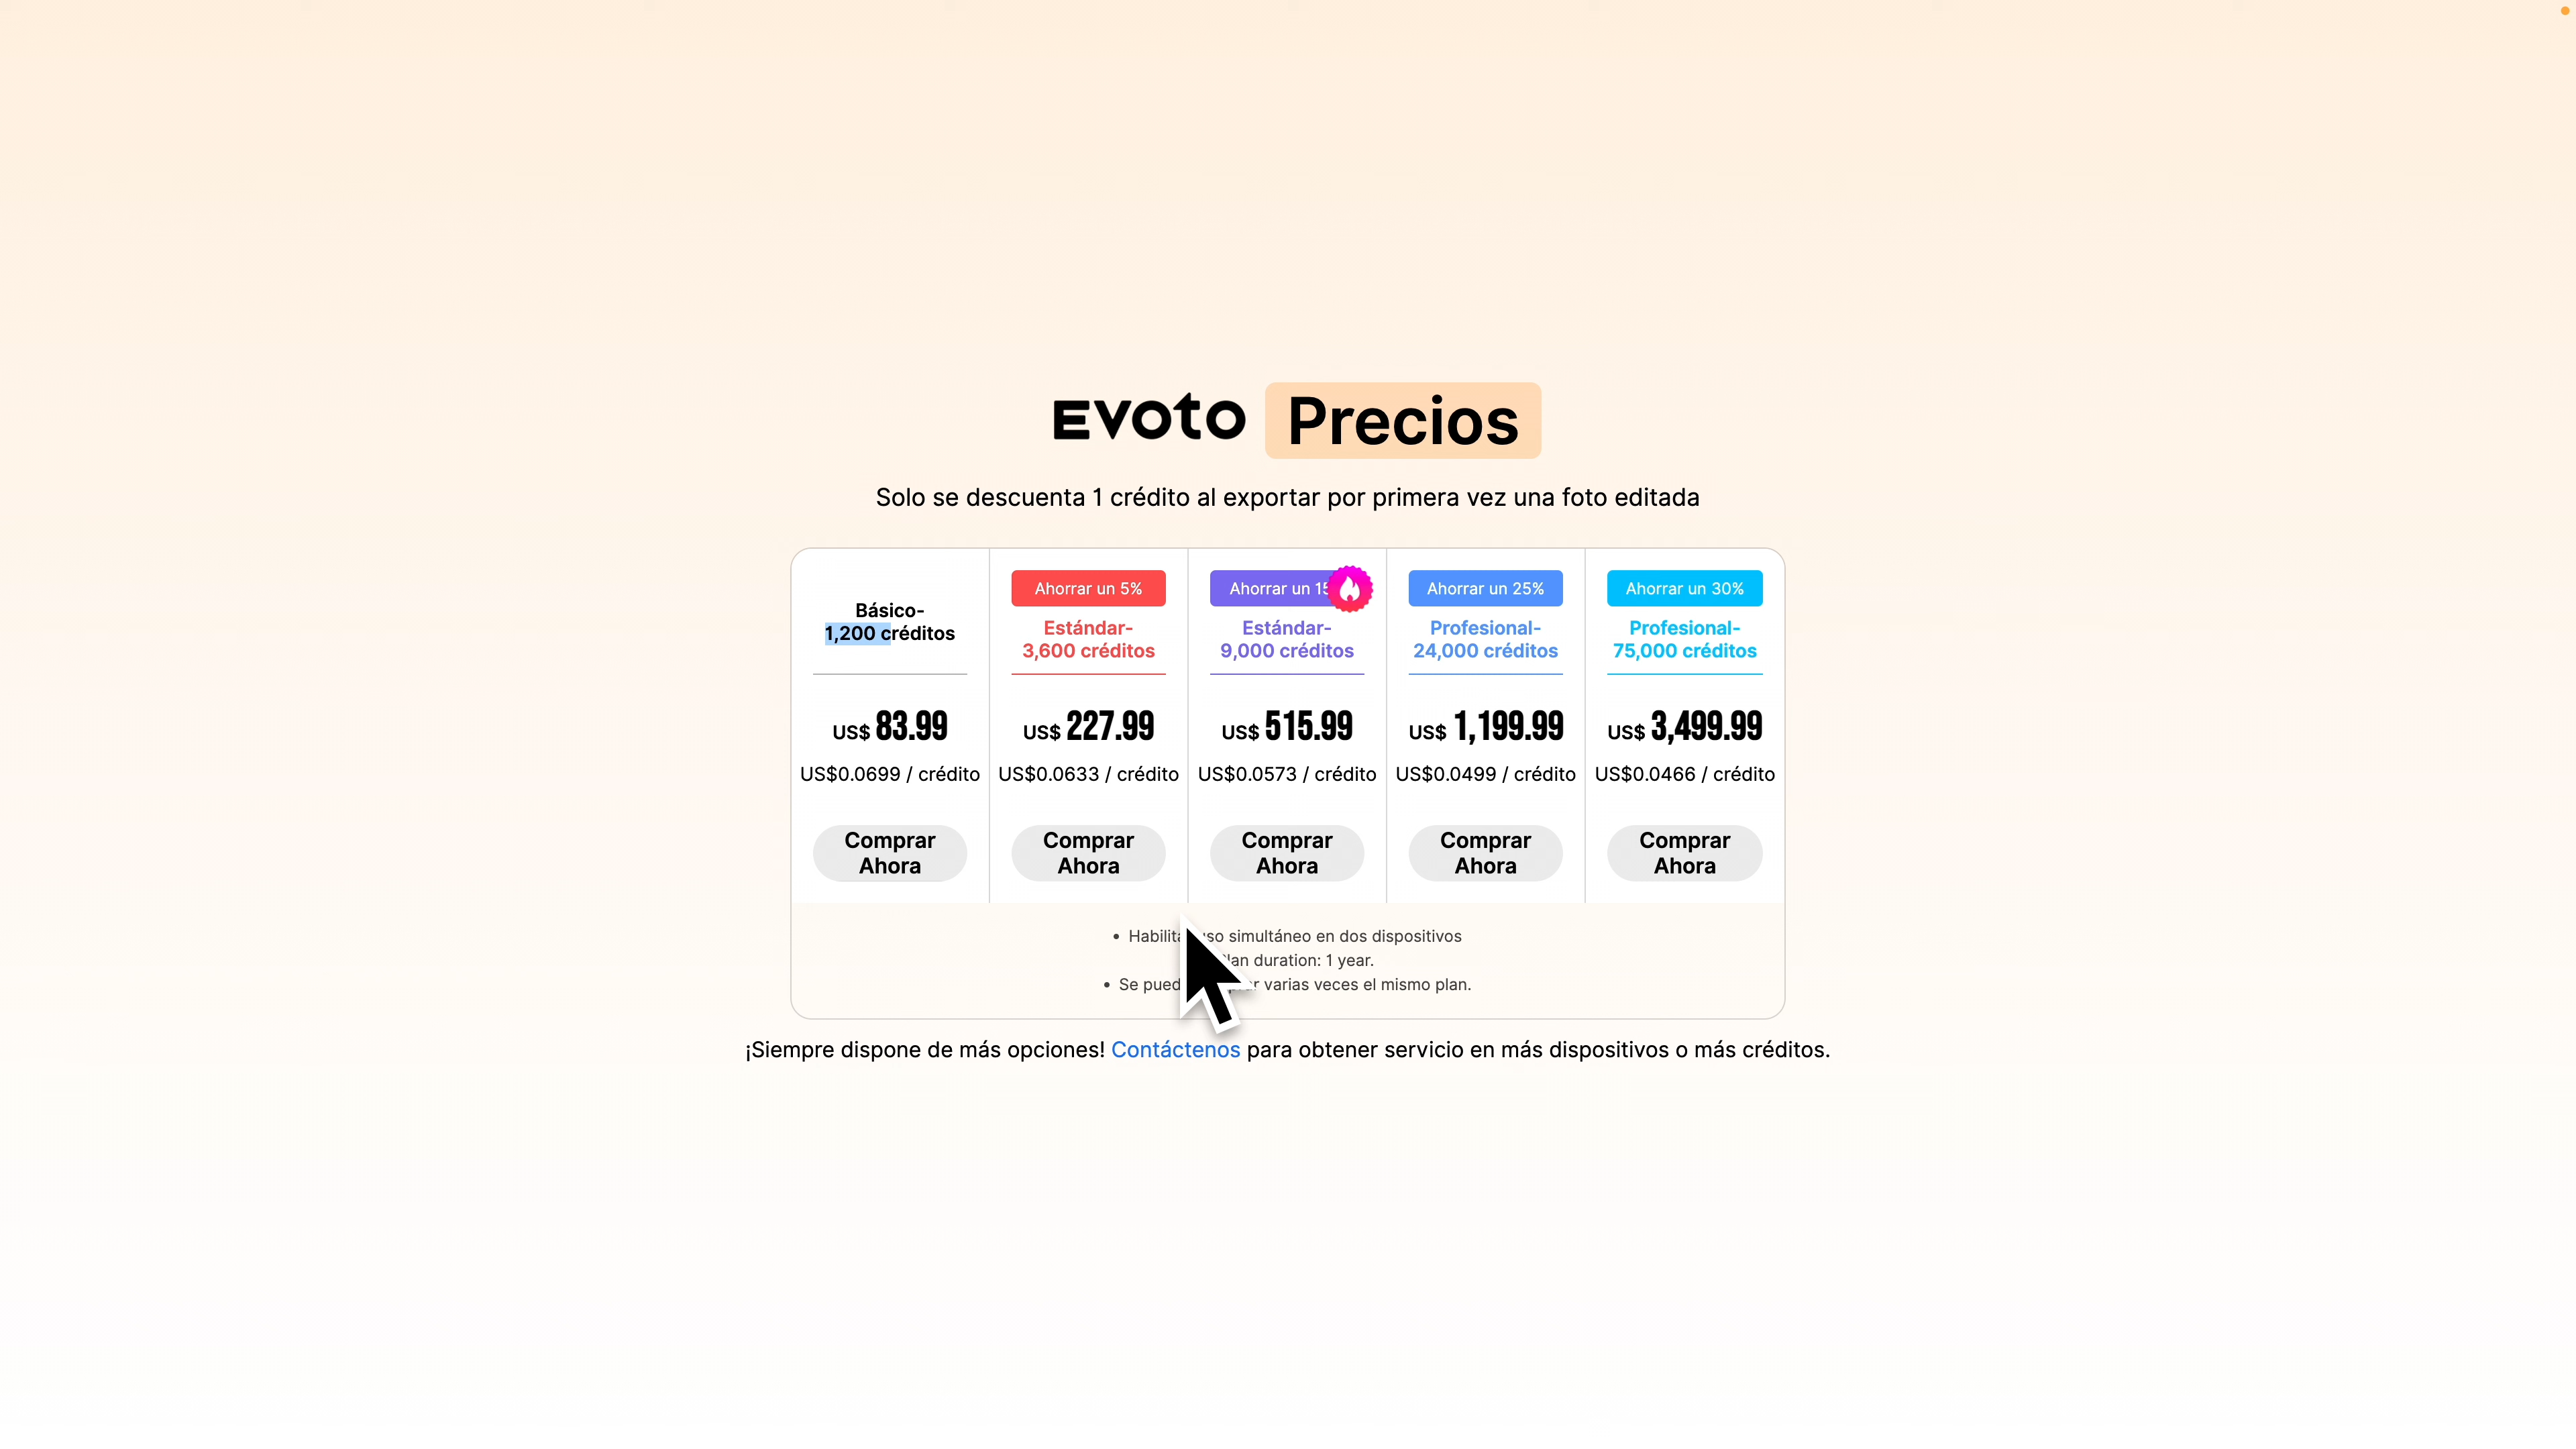 EVOTO Precios
Solo se descuenta 1 crédito al exportar por primera vez una foto editada
Básico-
1,200 créditos
US$ 83.99
US$0.0699 / crédito
Comprar
Ahora
Ahorrar un 5%
Estándar-
3,600 créditos
US$ 227.99
US$0.0633 / crédito
Comprar
Ahora
Ahorrar un 15
Estándar-
9,000 créditos
US$ 515.99
US$0.0573 / crédito
Comprar
Ahora
Ahorrar un 25%
Profesional-
24,000 créditos
US$ 1,199.99
US$0.0499 / crédito
Comprar
Ahora
Ahorrar un 30%
Profesional-
75,000 créditos
US$ 3,499.99
US$0.0466 / crédito
Comprar
Ahora
• uso simultáneo en dos dispositivos
duration: 1 year.
• Se varias veces el mismo plan.
¡Siempre dispone de más opciones! Contáctenos para obtener servicio en más dispositivos o más créditos.